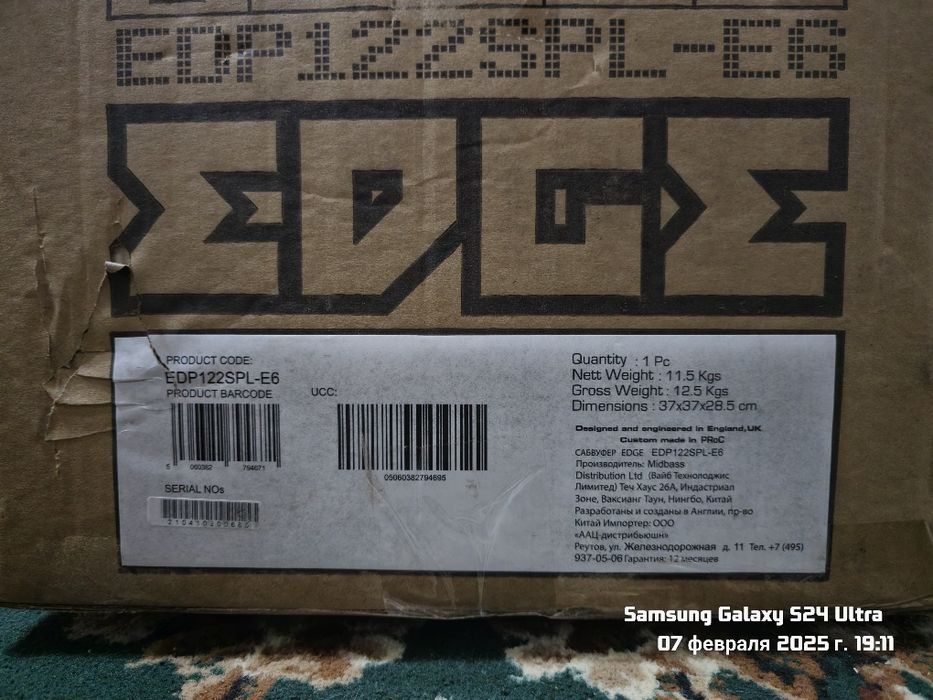 EDP122SPL-E6
EDGE
PRODUCT CODE:
EDP122SPL-E6
PRODUCT BARCODE
5 060382 794671
UCC:
05060382794695
SERIAL NOs
Quantity : 1 Pc
Nett Weight : 11.5 Kgs
Gross Weight : 12.5 Kgs
Dimensions : 37x37x28.5 cm
Designed and engineered in England,UK
Custom made in PRoC
САБВУФЕР EDGE EDP122SPL-E6
Производитель: Midbass
Distribution Ltd (Вайб Технолоджис
Лимитед) Теч Хаус 26А, Индастриал
Зоне, Ваксианг Таун, Нингбо, Китай
Разработаны и созданы в Англии, пр-во
Китай Импортер: ООО
«ААЦ-дистрибьюшн»
Реутов, ул. Железнодорожная д. 11 Тел. +7 (495)
937-05-06 Гарантия: 12 месяцев
Samsung Galaxy S24 Ultra
07 февраля 2025 г. 19:11